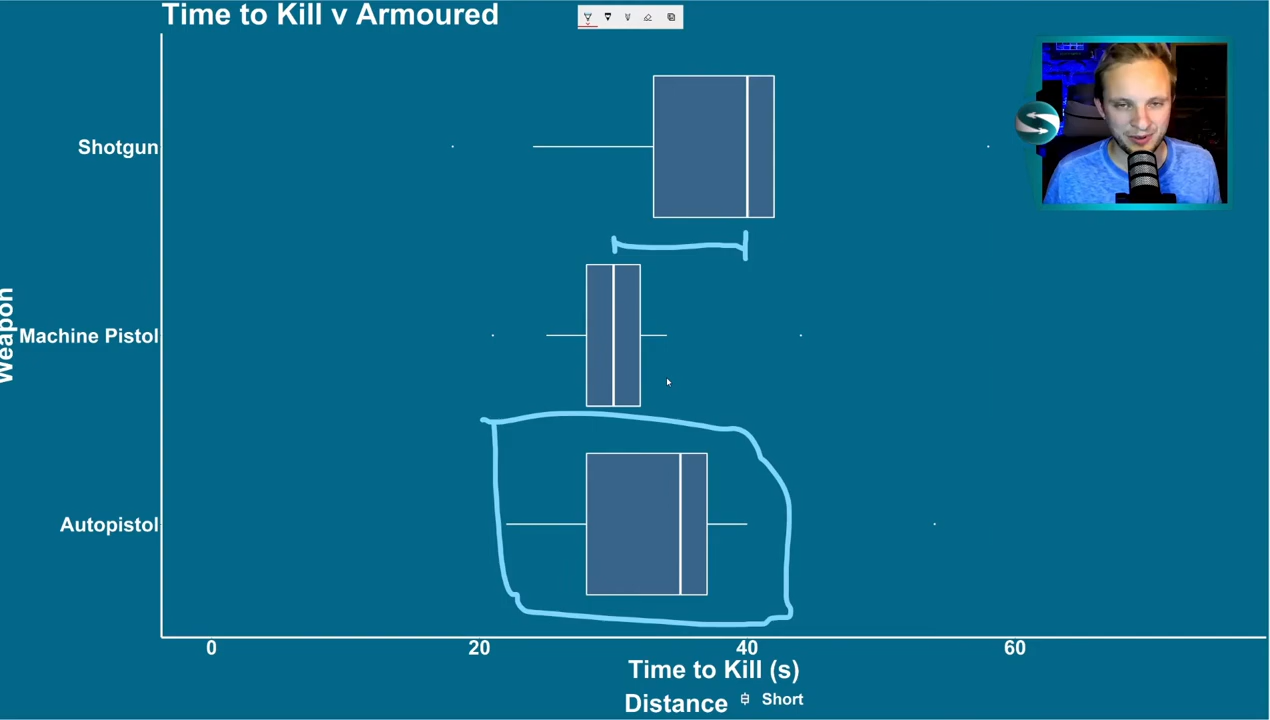 Time to Kill v Armoured
Shotgun
Weapon
Machine Pistol
Autopistol
0 20 40 60
Time to Kill (s)
Distance Short